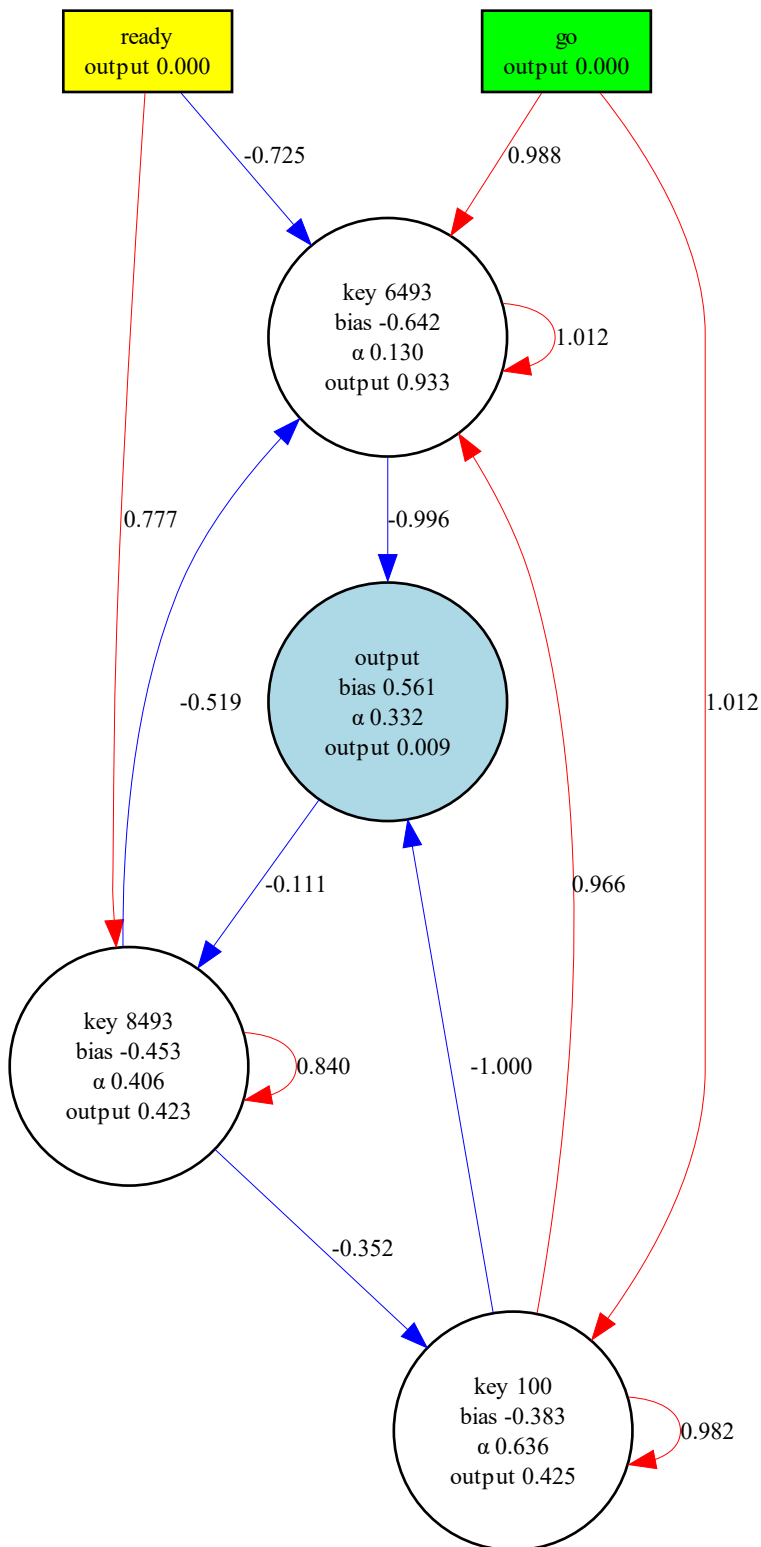 ready
output 0.000
go
output 0.000
-0.725
0.988
key 6493
bias -0.642
α 0.130
output 0.933
1.012
0.777
-0.996
output
bias 0.561
α 0.332
output 0.009
-0.519
1.012
-0.111
0.966
key 8493
bias -0.453
α 0.406
output 0.423
0.840
-1.000
-0.352
key 100
bias -0.383
α 0.636
output 0.425
0.982